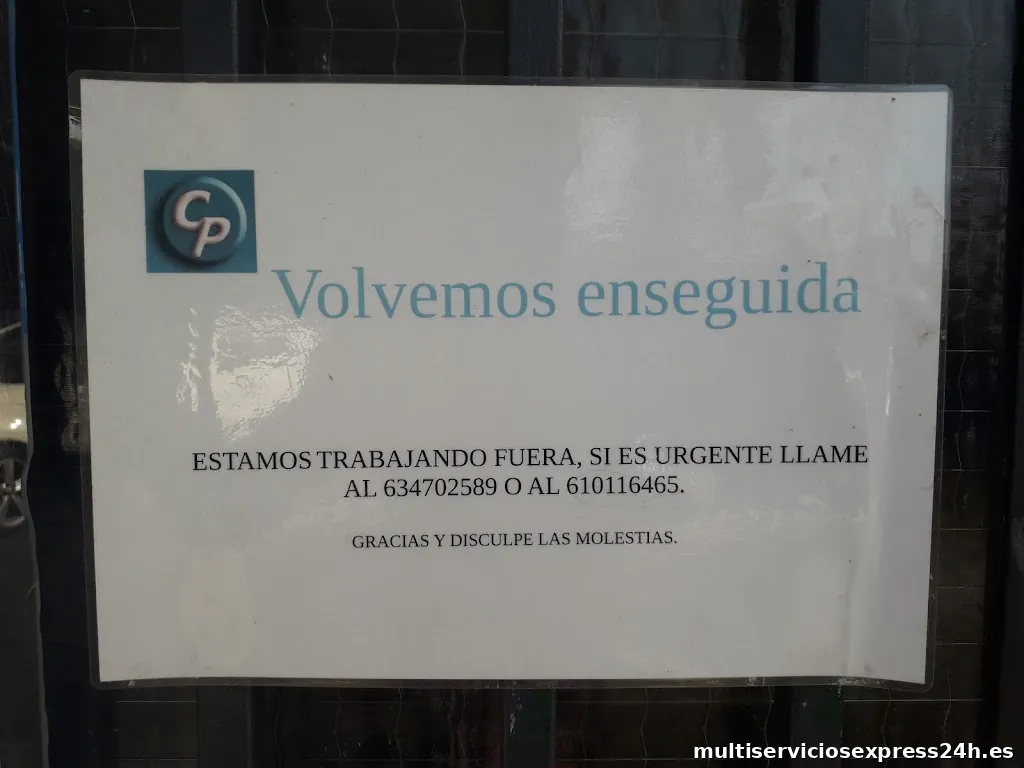 CP
Volvemos enseguida
ESTAMOS TRABAJANDO FUERA, SI ES URGENTE LLAME
AL 634702589 O AL 610116465.
GRACIAS Y DISCULPE LAS MOLESTIAS.
multiserviciosexpress24h.es